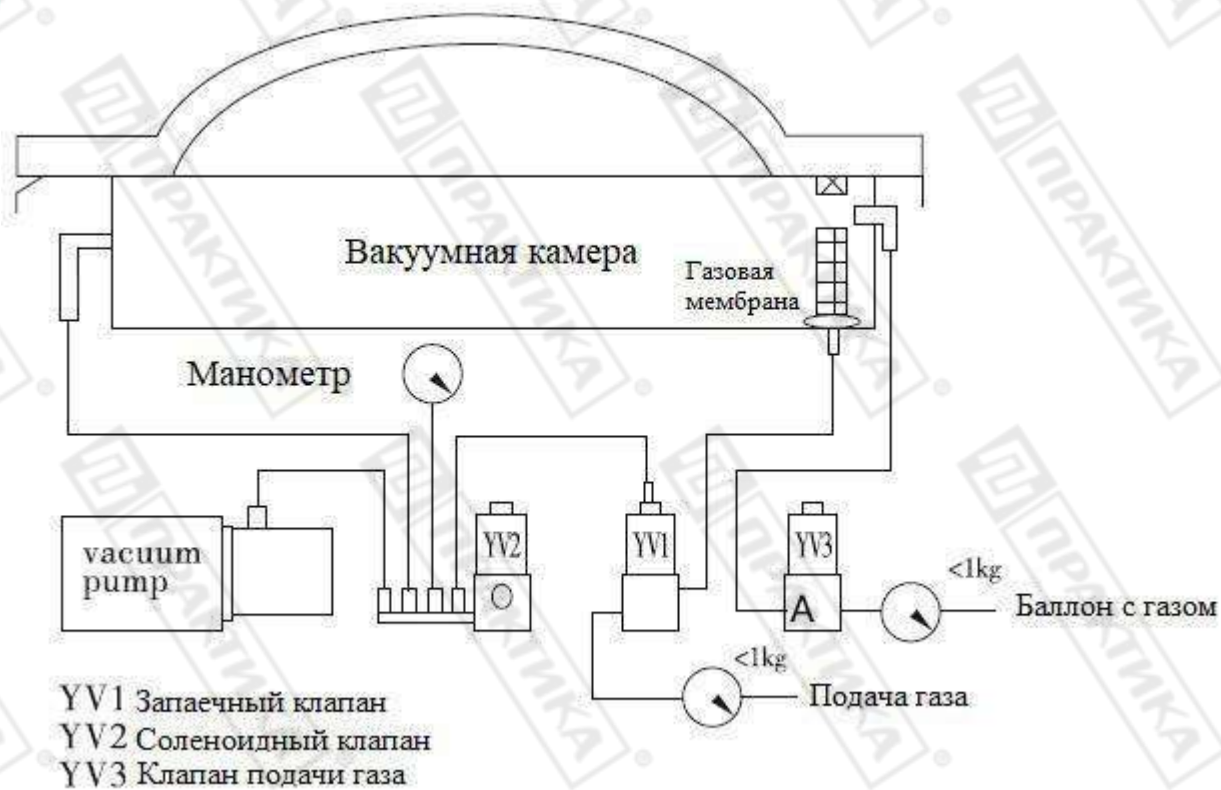 Вакуумная камера
Газовая
мембрана
Манометр
vacuum
pump
YV2
YV1
YV3
A
<1kg
Баллон с газом
<1kg
Подача газа
YV1 Запаечный клапан
YV2 Соленоидный клапан
YV3 Клапан подачи газа
ПРАКТИКА ®